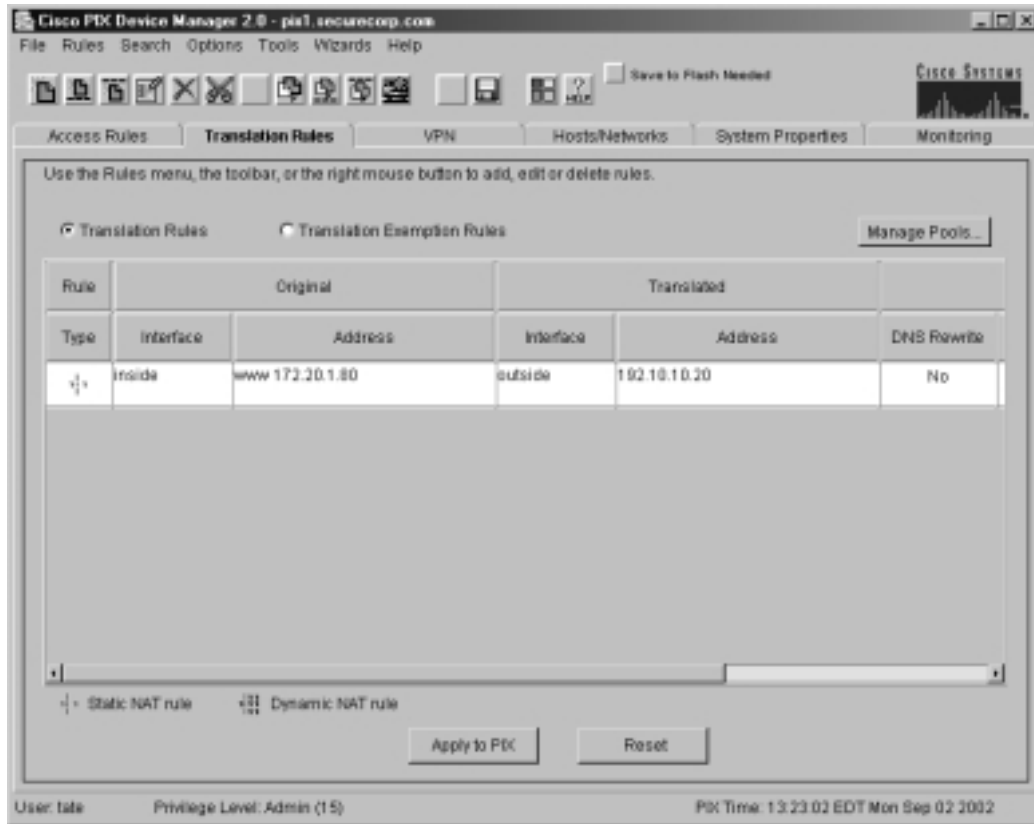 Cisco PIX Device Manager 2.0 - pix1.securecorp.com
File Rules Search Options Tools Wizards Help
Save to Flash Needed
CISCO SYSTEMS
HELP
Access Rules Translation Rules VPN Hosts/Networks System Properties Monitoring
Use the Rules menu, the toolbar, or the right mouse button to add, edit or delete rules.
Translation Rules Translation Exemption Rules Manage Pools...
Rule Original Translated
Type Interface Address Interface Address DNS Rewrite
inside www 172.20.1.80 outside 192.10.10.20 No
Static NAT rule Dynamic NAT rule
Apply to PIX Reset
User: tate Privilege Level: Admin (15) PIX Time: 13:23:02 EDT Mon Sep 02 2002